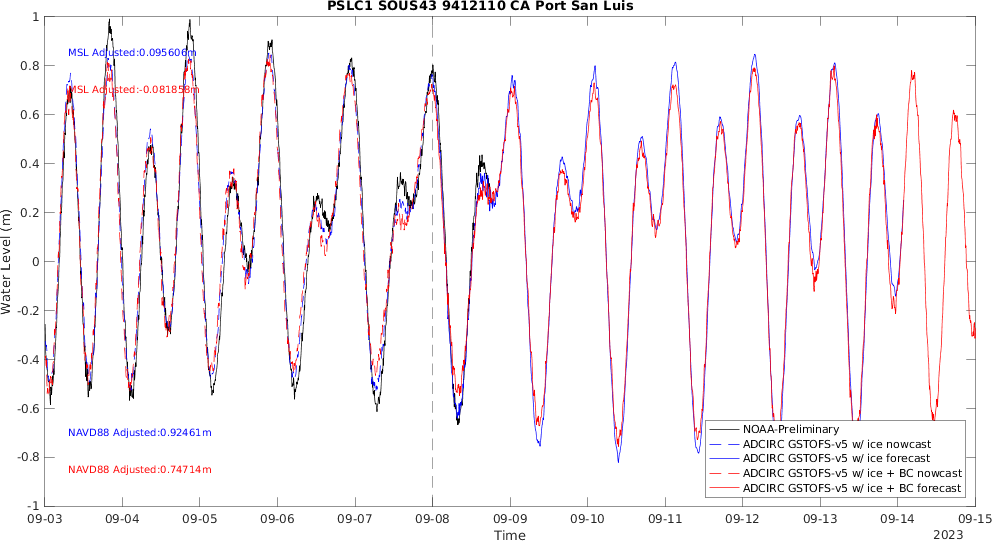 PSLC1 SOUS43 9412110 CA Port San Luis
1
0.8
0.6
0.4
0.2
0
-0.2
-0.4
-0.6
-0.8
-1
Water Level (m)
MSL Adjusted:0.095606m
MSL Adjusted:-0.081858m
NAVD88 Adjusted:0.92461m
NAVD88 Adjusted:0.74714m
NOAA-Preliminary
ADCIRC GSTOFS-v5 w/ ice nowcast
ADCIRC GSTOFS-v5 w/ ice forecast
ADCIRC GSTOFS-v5 w/ ice + BC nowcast
ADCIRC GSTOFS-v5 w/ ice + BC forecast
09-03 09-04 09-05 09-06 09-07 09-08 09-09 09-10 09-11 09-12 09-13 09-14 09-15
Time
2023